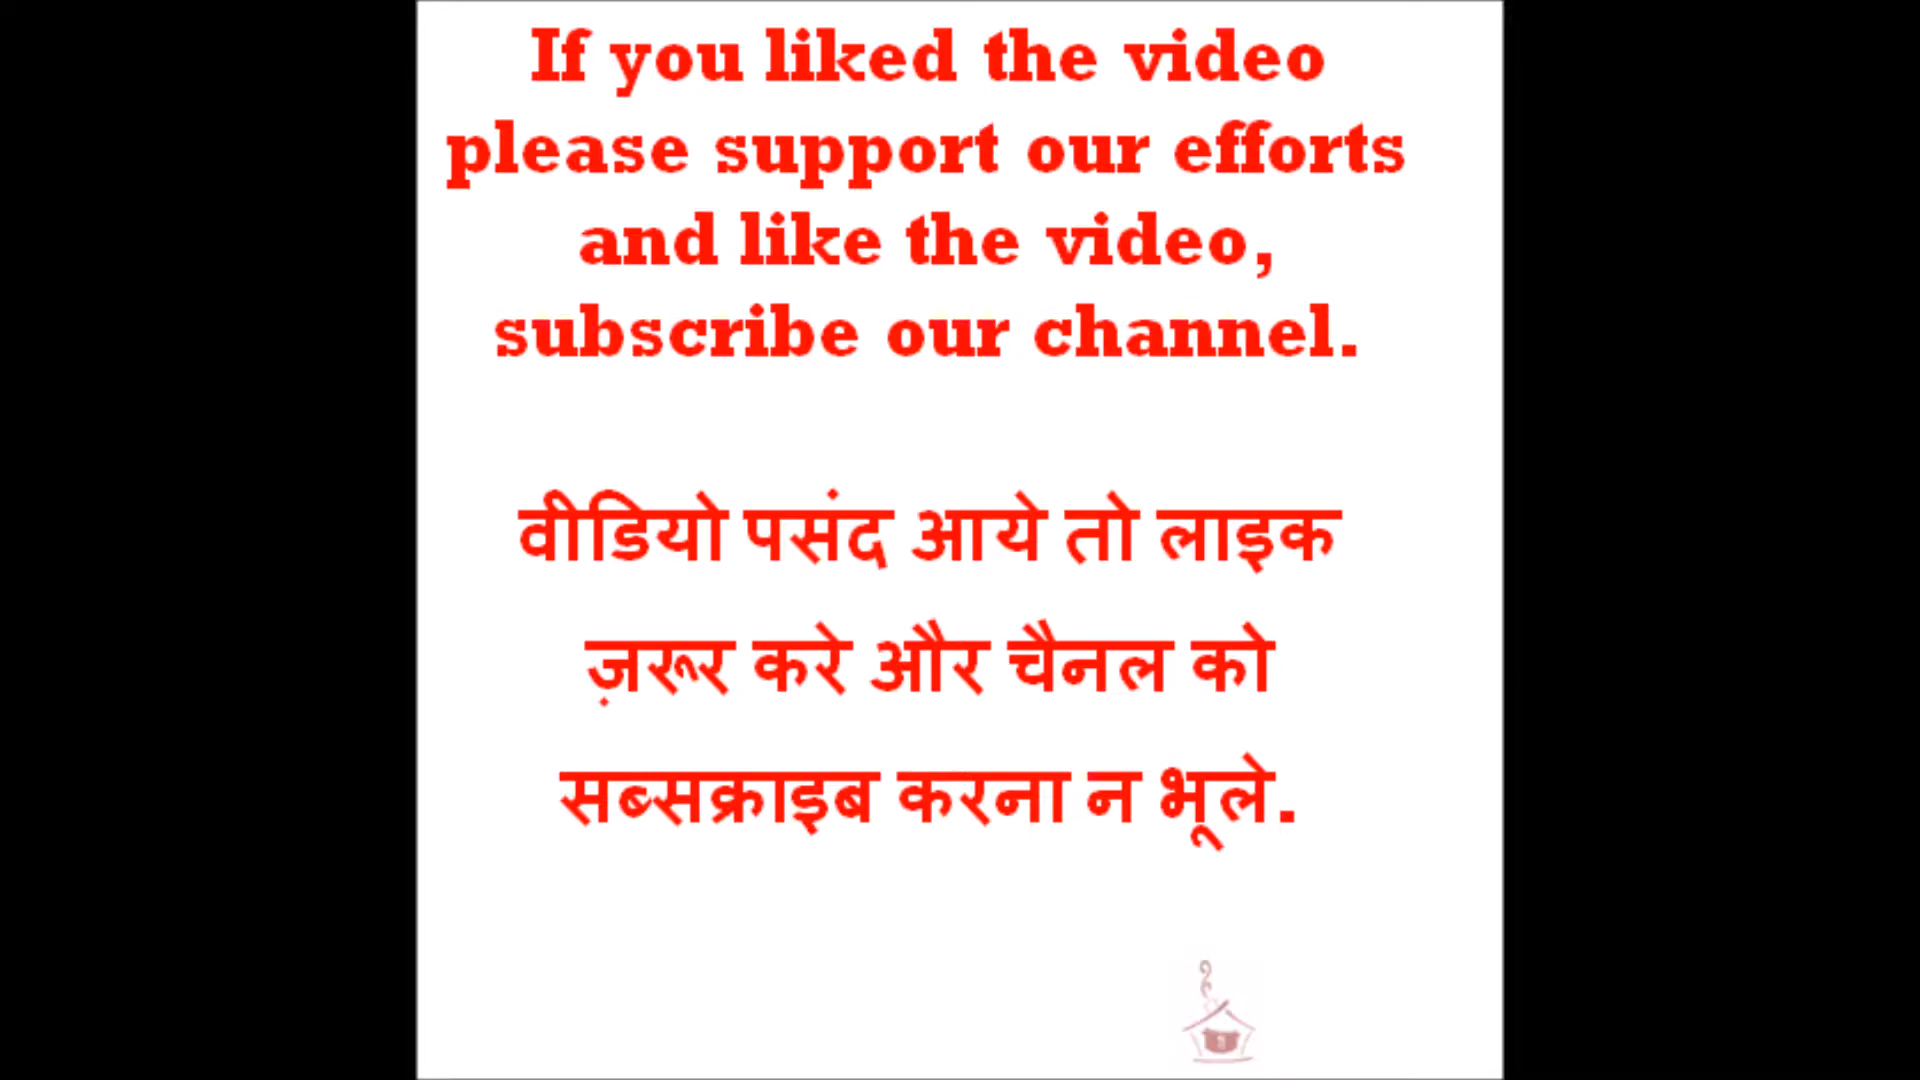 If you liked the video
please support our efforts
and like the video,
subscribe our channel.
वीडियो पसंद आये तो लाइक
ज़रूर करे और चैनल को
सब्सक्राइब करना न भूले.